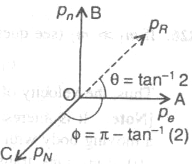 p_n B
p_R
θ = tan⁻¹ 2
O A
p_e
φ = π – tan⁻¹ (2)
C p_N